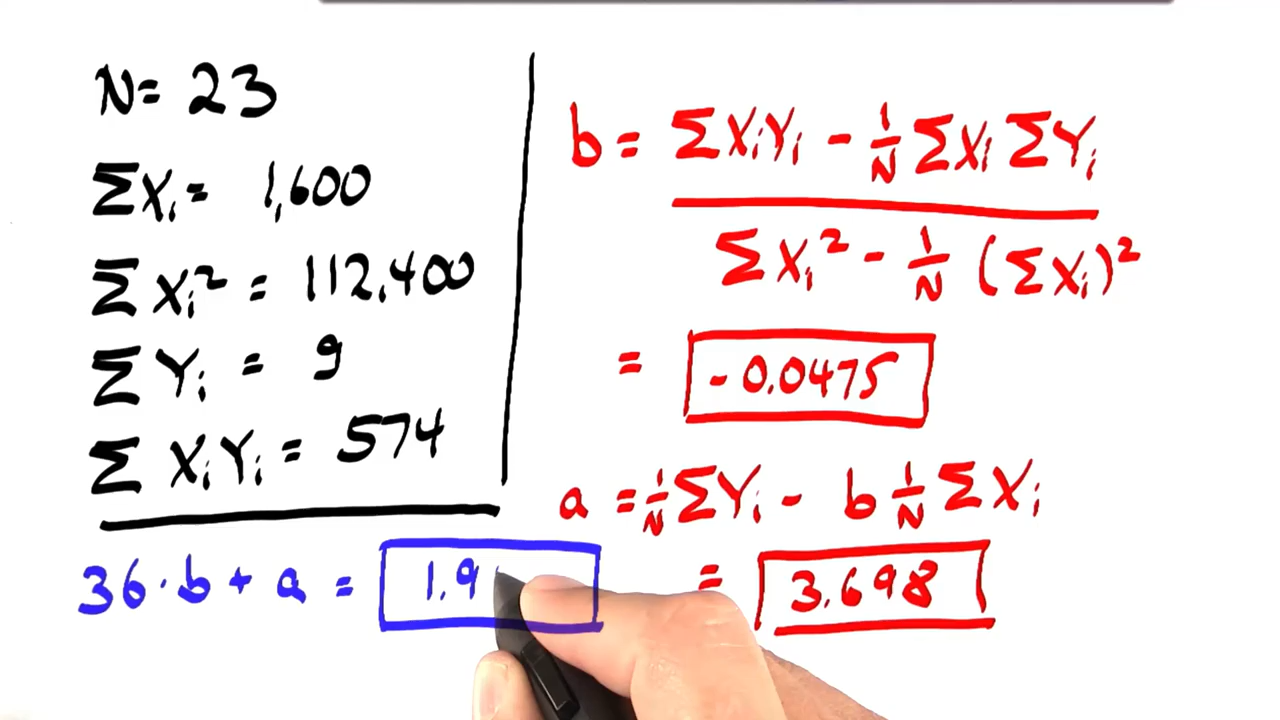 N= 23
ΣXᵢ= 1,600
ΣXᵢ² = 112,400
ΣYᵢ = 9
ΣXᵢYᵢ = 574
36·b + a = 1.9
b = (ΣXᵢYᵢ - 1/N ΣXᵢ ΣYᵢ) / (ΣXᵢ² - 1/N (ΣXᵢ)²)
= -0.0475
a = 1/N ΣYᵢ - b 1/N ΣXᵢ
= 3.698